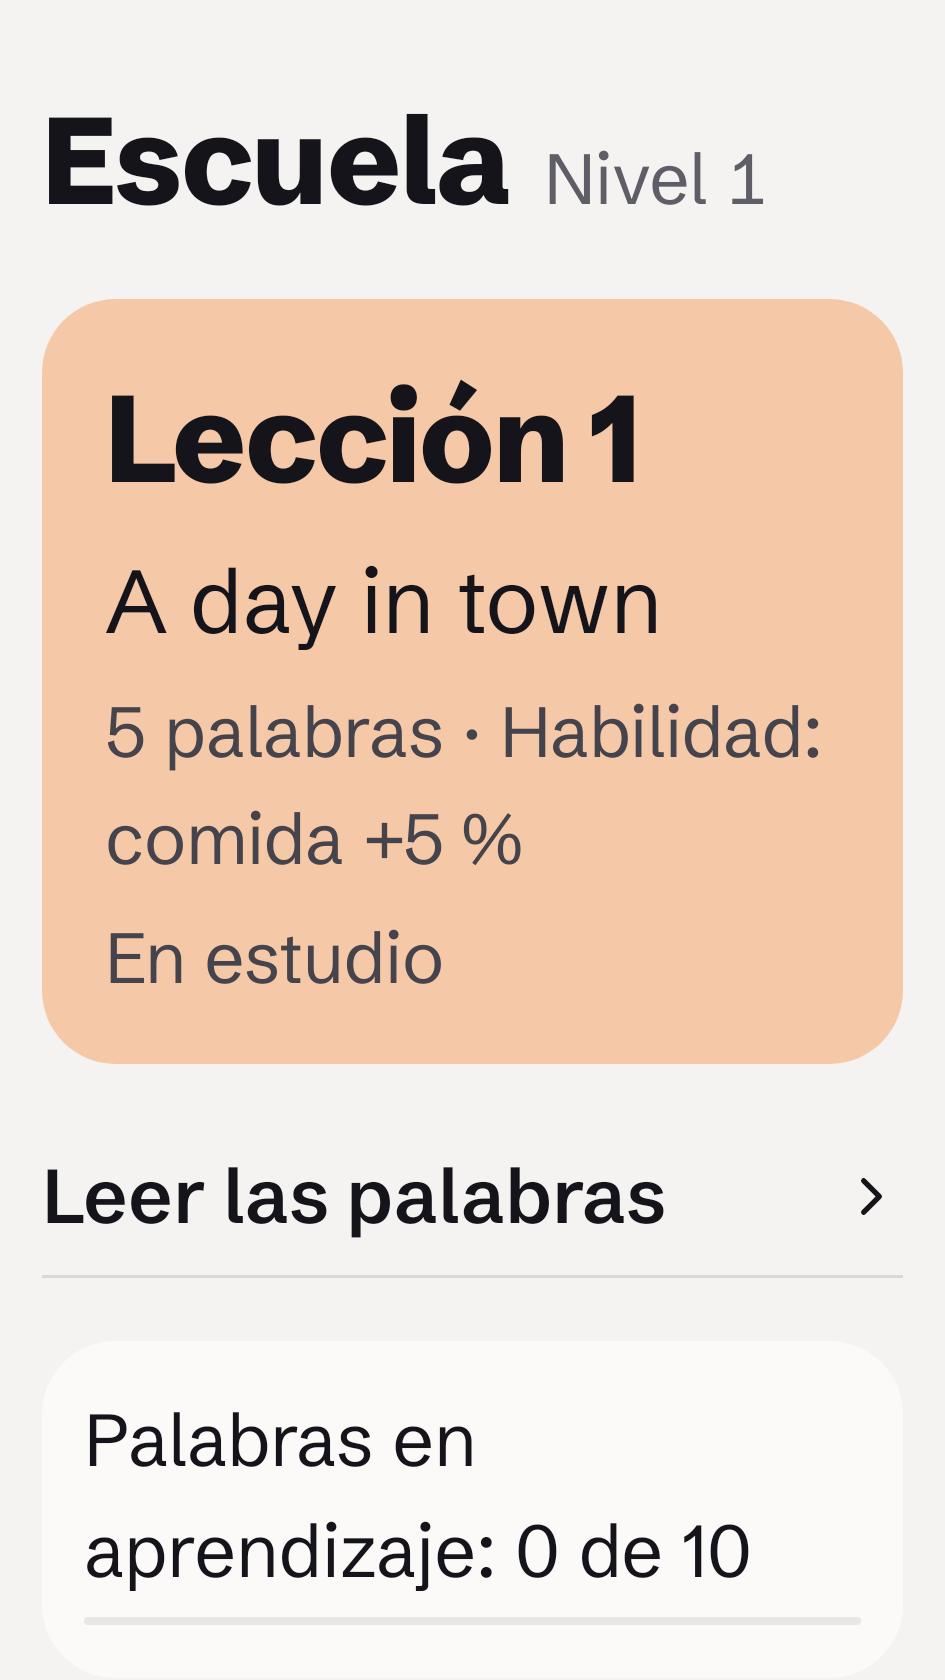 Escuela Nivel 1
Lección 1
A day in town
5 palabras · Habilidad:
comida +5 %
En estudio
Leer las palabras
Palabras en
aprendizaje: 0 de 10